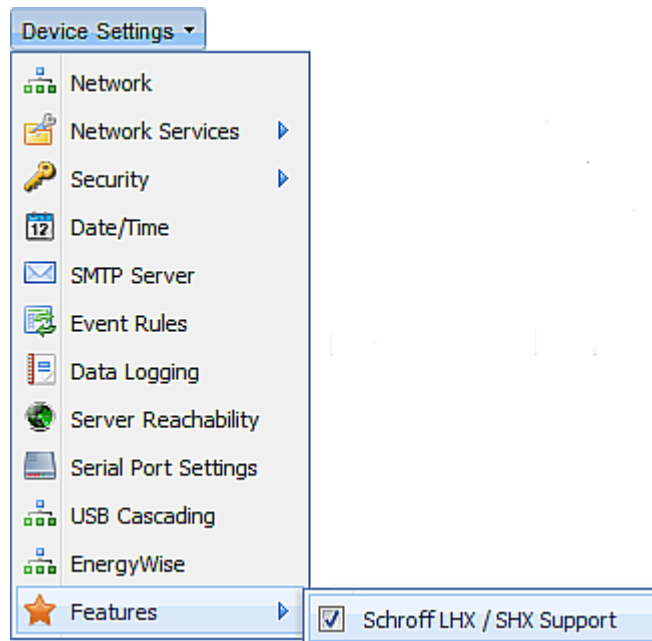 Device Settings
Network
Network Services
Security
12
Date/Time
SMTP Server
Event Rules
Data Logging
Server Reachability
Serial Port Settings
USB Cascading
EnergyWise
Features
Schroff LHX / SHX Support